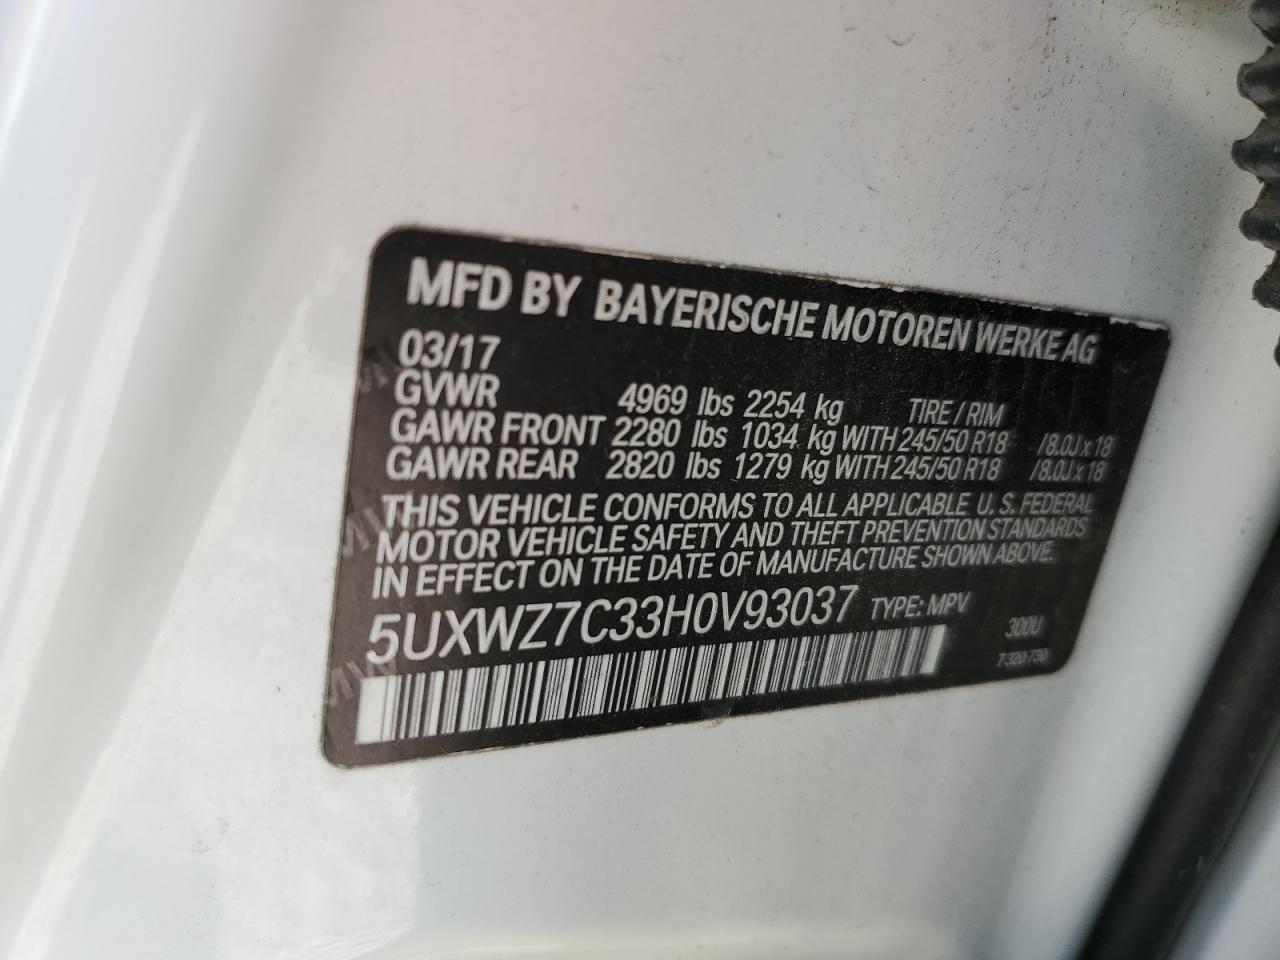 MFD BY BAYERISCHE MOTOREN WERKE AG
03/17
GVWR 4969 lbs 2254 kg TIRE / RIM
GAWR FRONT 2280 lbs 1034 kg WITH 245/50 R18 /8.0J x 18
GAWR REAR 2820 lbs 1279 kg WITH 245/50 R18 /8.0J x 18
THIS VEHICLE CONFORMS TO ALL APPLICABLE U. S. FEDERAL
MOTOR VEHICLE SAFETY AND THEFT PREVENTION STANDARDS
IN EFFECT ON THE DATE OF MANUFACTURE SHOWN ABOVE.
5UXWZ7C33H0V93037 TYPE: MPV
300U
7 320 730